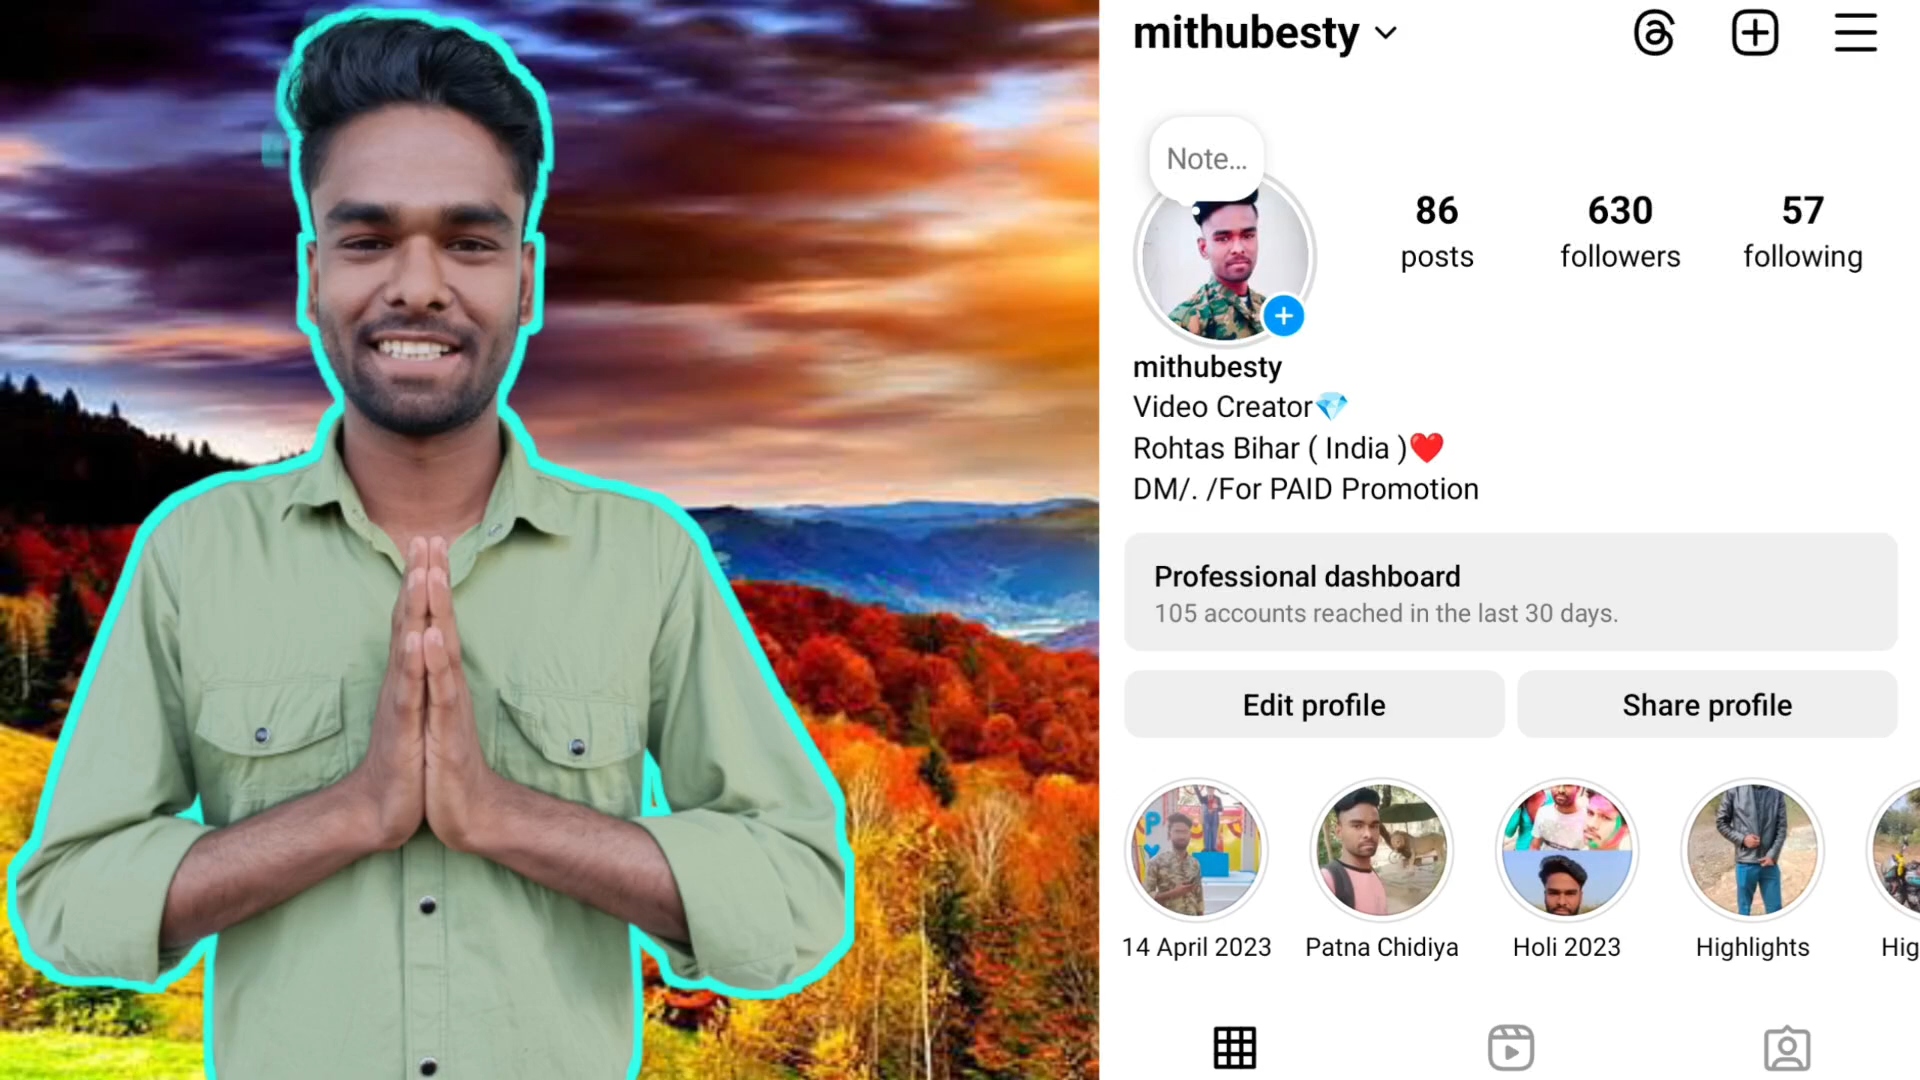 mithubesty
Note...
86 630 57
posts followers following
mithubesty
Video Creator💎
Rohtas Bihar ( India )❤️
DM/. /For PAID Promotion
Professional dashboard
105 accounts reached in the last 30 days.
Edit profile Share profile
14 April 2023 Patna Chidiya Holi 2023 Highlights Hig